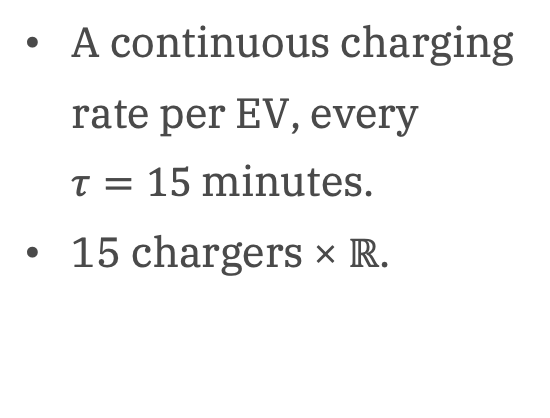 • A continuous charging
rate per EV, every
τ = 15 minutes.
• 15 chargers × ℝ.